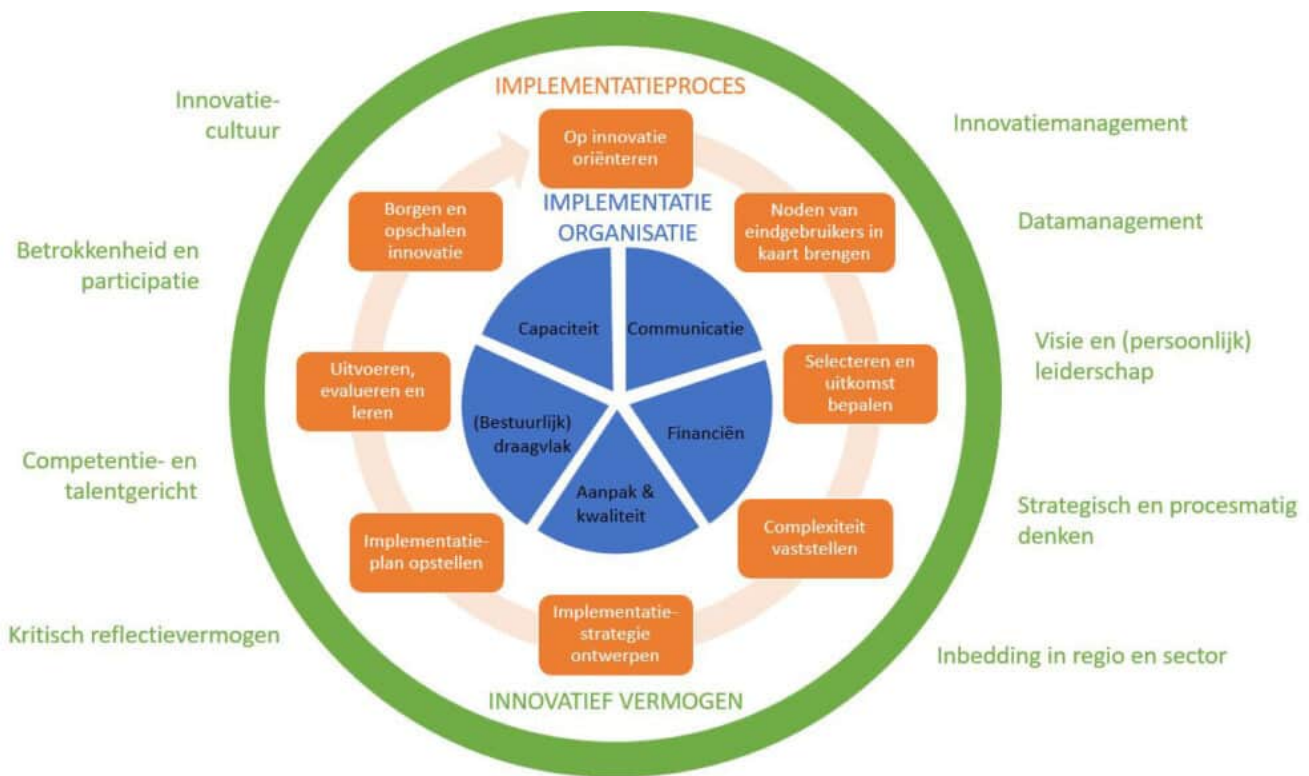 IMPLEMENTATIEPROCES
Op innovatie
oriënteren
Noden van
eindgebruikers in
kaart brengen
Selecteren en
uitkomst
bepalen
Complexiteit
vaststellen
Implementatie-
strategie
ontwerpen
Implementatie-
plan opstellen
Uitvoeren,
evalueren en
leren
Borgen en
opschalen
innovatie
IMPLEMENTATIE
ORGANISATIE
Communicatie
Financiën
Aanpak &
kwaliteit
(Bestuurlijk)
draagvlak
Capaciteit
INNOVATIEF VERMOGEN
Innovatiemanagement
Datamanagement
Visie en (persoonlijk)
leiderschap
Strategisch en procesmatig
denken
Inbedding in regio en sector
Kritisch reflectievermogen
Competentie- en
talentgericht
Betrokkenheid en
participatie
Innovatie-
cultuur